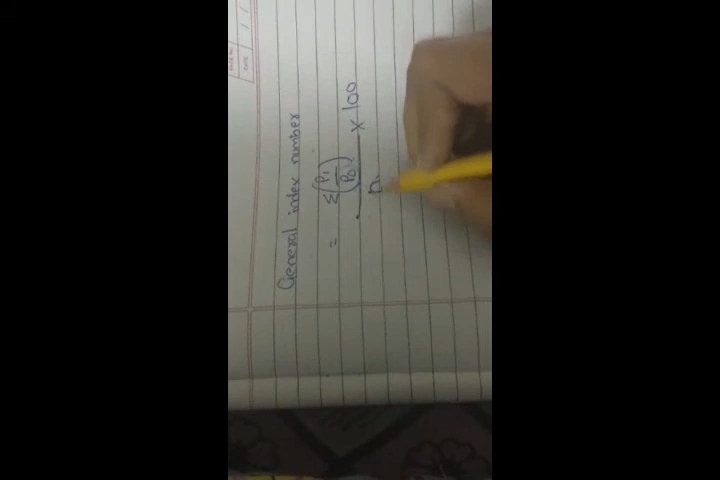 General index number
= Σ(P₁/P₀) × 100
n